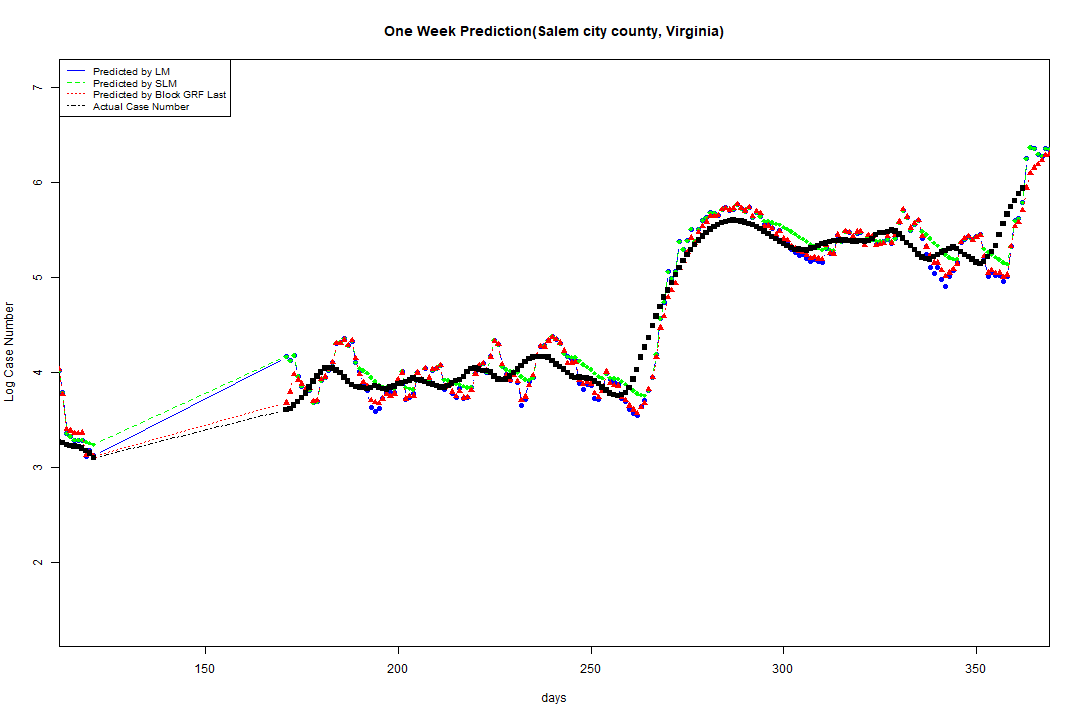 One Week Prediction(Salem city county, Virginia)
Predicted by LM
Predicted by SLM
Predicted by Block GRF Last
Actual Case Number
7
6
5
4
3
2
Log Case Number
150 200 250 300 350
days